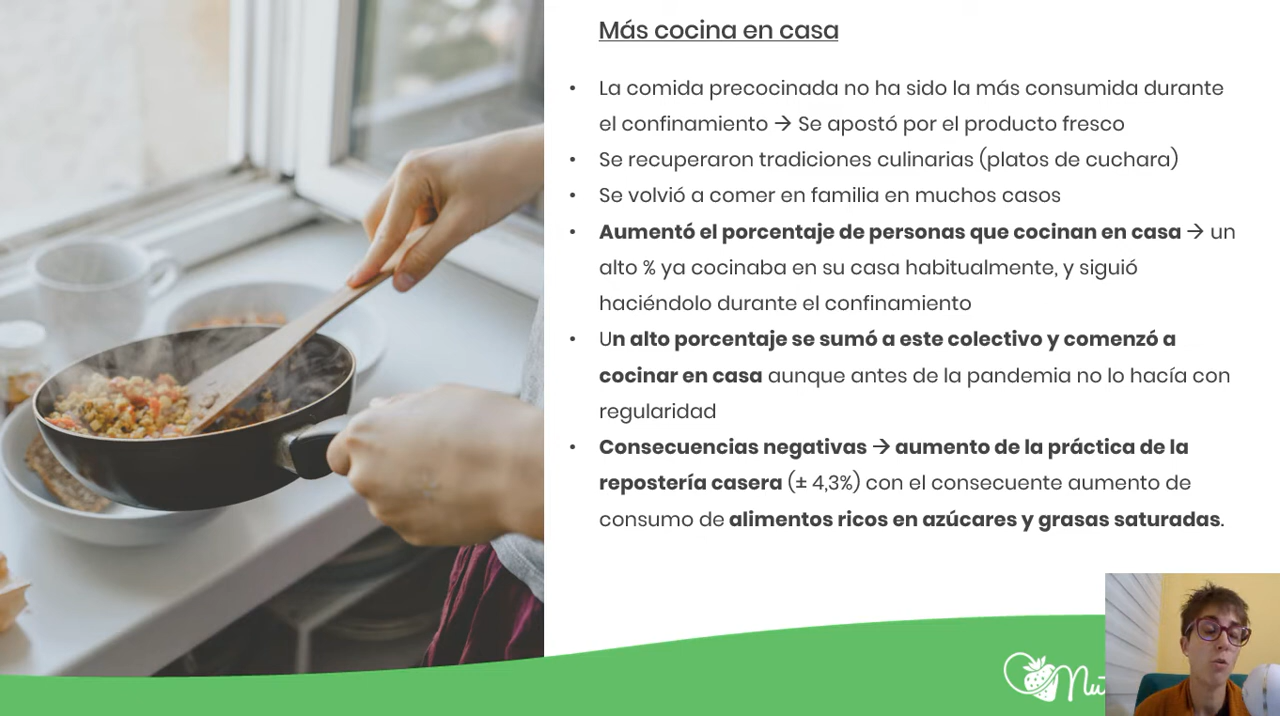 Más cocina en casa
• La comida precocinada no ha sido la más consumida durante
el confinamiento → Se apostó por el producto fresco
• Se recuperaron tradiciones culinarias (platos de cuchara)
• Se volvió a comer en familia en muchos casos
• Aumentó el porcentaje de personas que cocinan en casa → un
alto % ya cocinaba en su casa habitualmente, y siguió
haciéndolo durante el confinamiento
• Un alto porcentaje se sumó a este colectivo y comenzó a
cocinar en casa aunque antes de la pandemia no lo hacía con
regularidad
• Consecuencias negativas → aumento de la práctica de la
repostería casera (± 4,3%) con el consecuente aumento de
consumo de alimentos ricos en azúcares y grasas saturadas.